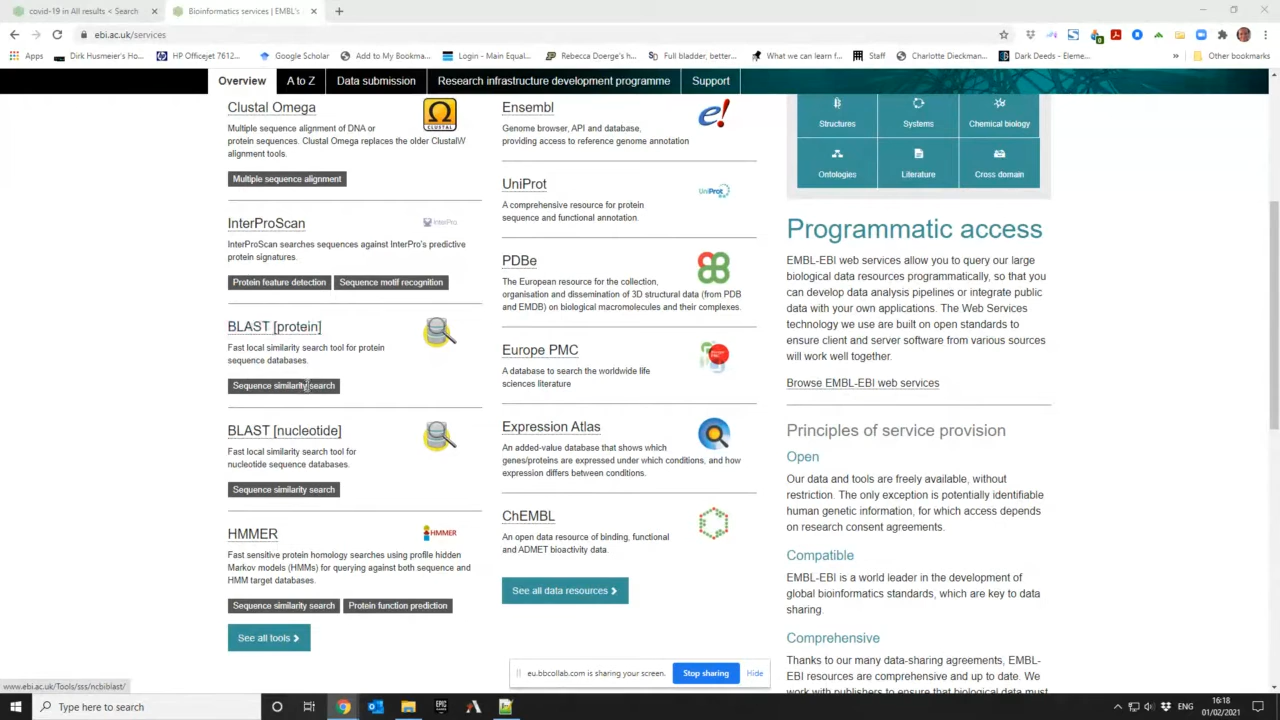 covid-19 in All results < Search
Bioinformatics services | EMBL's
ebi.ac.uk/services
Apps
Dirk Husmeier's ho...
HP Officejet 7612...
Google Scholar
Add to My Bookma...
Login – Main Equal...
Rebecca Doerge's h...
Full bladder, better...
What we can learn f...
Staff
Charlotte Dieckman...
Dark Deeds – Eleme...
»
Other bookmarks
Overview
A to Z
Data submission
Research infrastructure development programme
Support
Clustal Omega
Multiple sequence alignment of DNA or
protein sequences. Clustal Omega replaces the older ClustalW
alignment tools.
CLUSTAL
Multiple sequence alignment
InterProScan
InterPro
InterProScan searches sequences against InterPro's predictive
protein signatures.
Protein feature detection
Sequence motif recognition
BLAST [protein]
Fast local similarity search tool for protein
sequence databases.
Sequence similarity search
BLAST [nucleotide]
Fast local similarity search tool for
nucleotide sequence databases.
Sequence similarity search
HMMER
HMMER
Fast sensitive protein homology searches using profile hidden
Markov models (HMMs) for querying against both sequence and
HMM target databases.
Sequence similarity search
Protein function prediction
See all tools
Ensembl
e!
Genome browser, API and database,
providing access to reference genome annotation
UniProt
UniProt
A comprehensive resource for protein
sequence and functional annotation.
PDBe
The European resource for the collection,
organisation and dissemination of 3D structural data (from PDB
and EMDB) on biological macromolecules and their complexes.
Europe PMC
A database to search the worldwide life
sciences literature
Expression Atlas
An added-value database that shows which
genes/proteins are expressed under which conditions, and how
expression differs between conditions.
ChEMBL
An open data resource of binding, functional
and ADMET bioactivity data.
See all data resources
Structures
Systems
Chemical biology
Ontologies
Literature
Cross domain
Programmatic access
EMBL-EBI web services allow you to query our large
biological data resources programmatically, so that you
can develop data analysis pipelines or integrate public
data with your own applications. The Web Services
technology we use are built on open standards to
ensure client and server software from various sources
will work well together.
Browse EMBL-EBI web services
Principles of service provision
Open
Our data and tools are freely available, without
restriction. The only exception is potentially identifiable
human genetic information, for which access depends
on research consent agreements.
Compatible
EMBL-EBI is a world leader in the development of
global bioinformatics standards, which are key to data
sharing.
Comprehensive
Thanks to our many data-sharing agreements, EMBL-
EBI resources are comprehensive and up to date. We
work with publishers to ensure that biological data must
eu.bbcollab.com is sharing your screen.
Stop sharing
Hide
www.ebi.ac.uk/Tools/sss/ncbiblast/
Type here to search
EPIC
ENG
16:18
01/02/2021